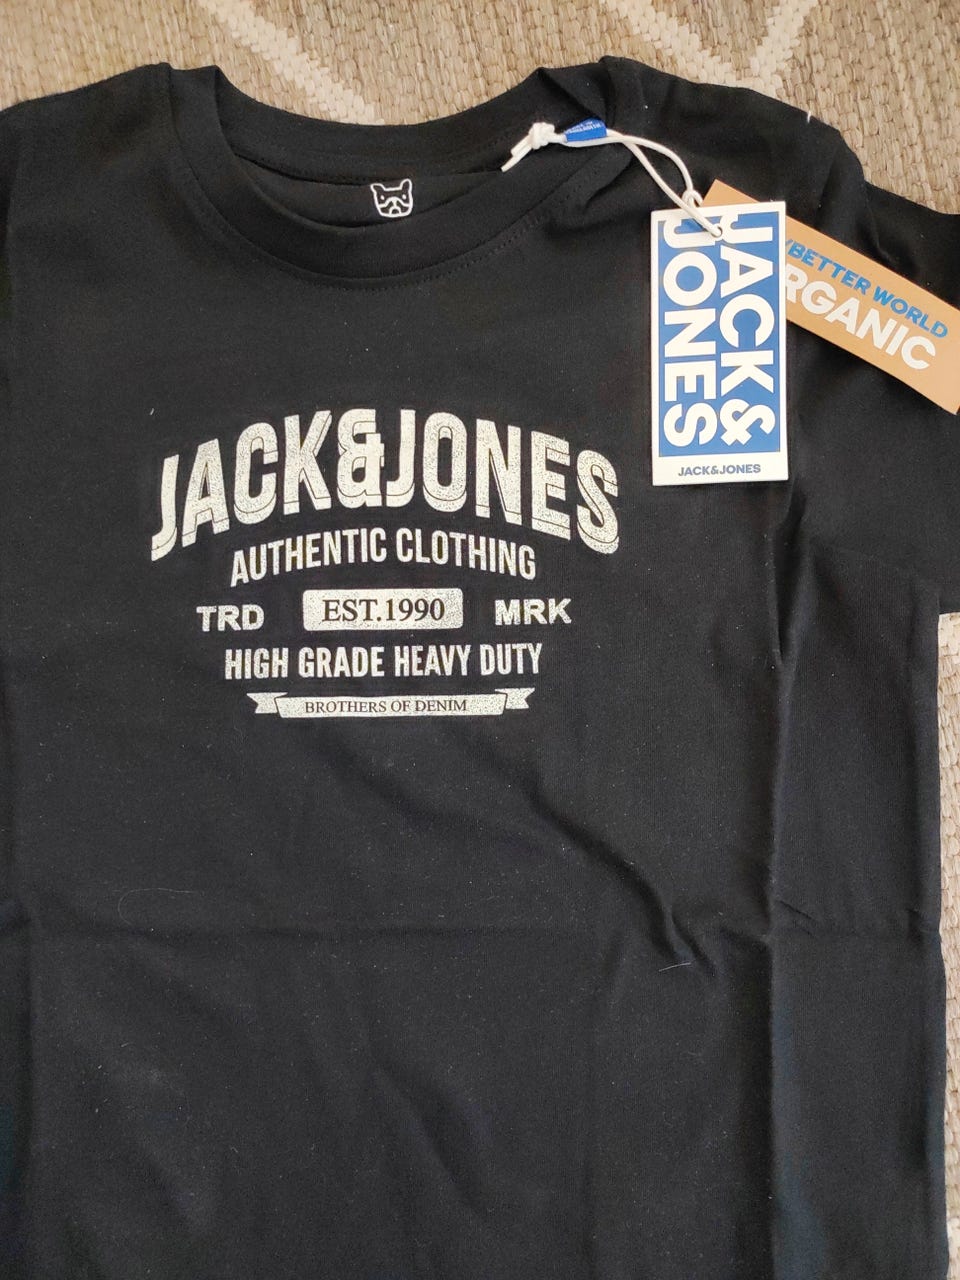 JACK&JONES
AUTHENTIC CLOTHING
TRD EST.1990 MRK
HIGH GRADE HEAVY DUTY
BROTHERS OF DENIM
JACK&
JONES
JACK&JONES
BETTER WORLD
RGANIC